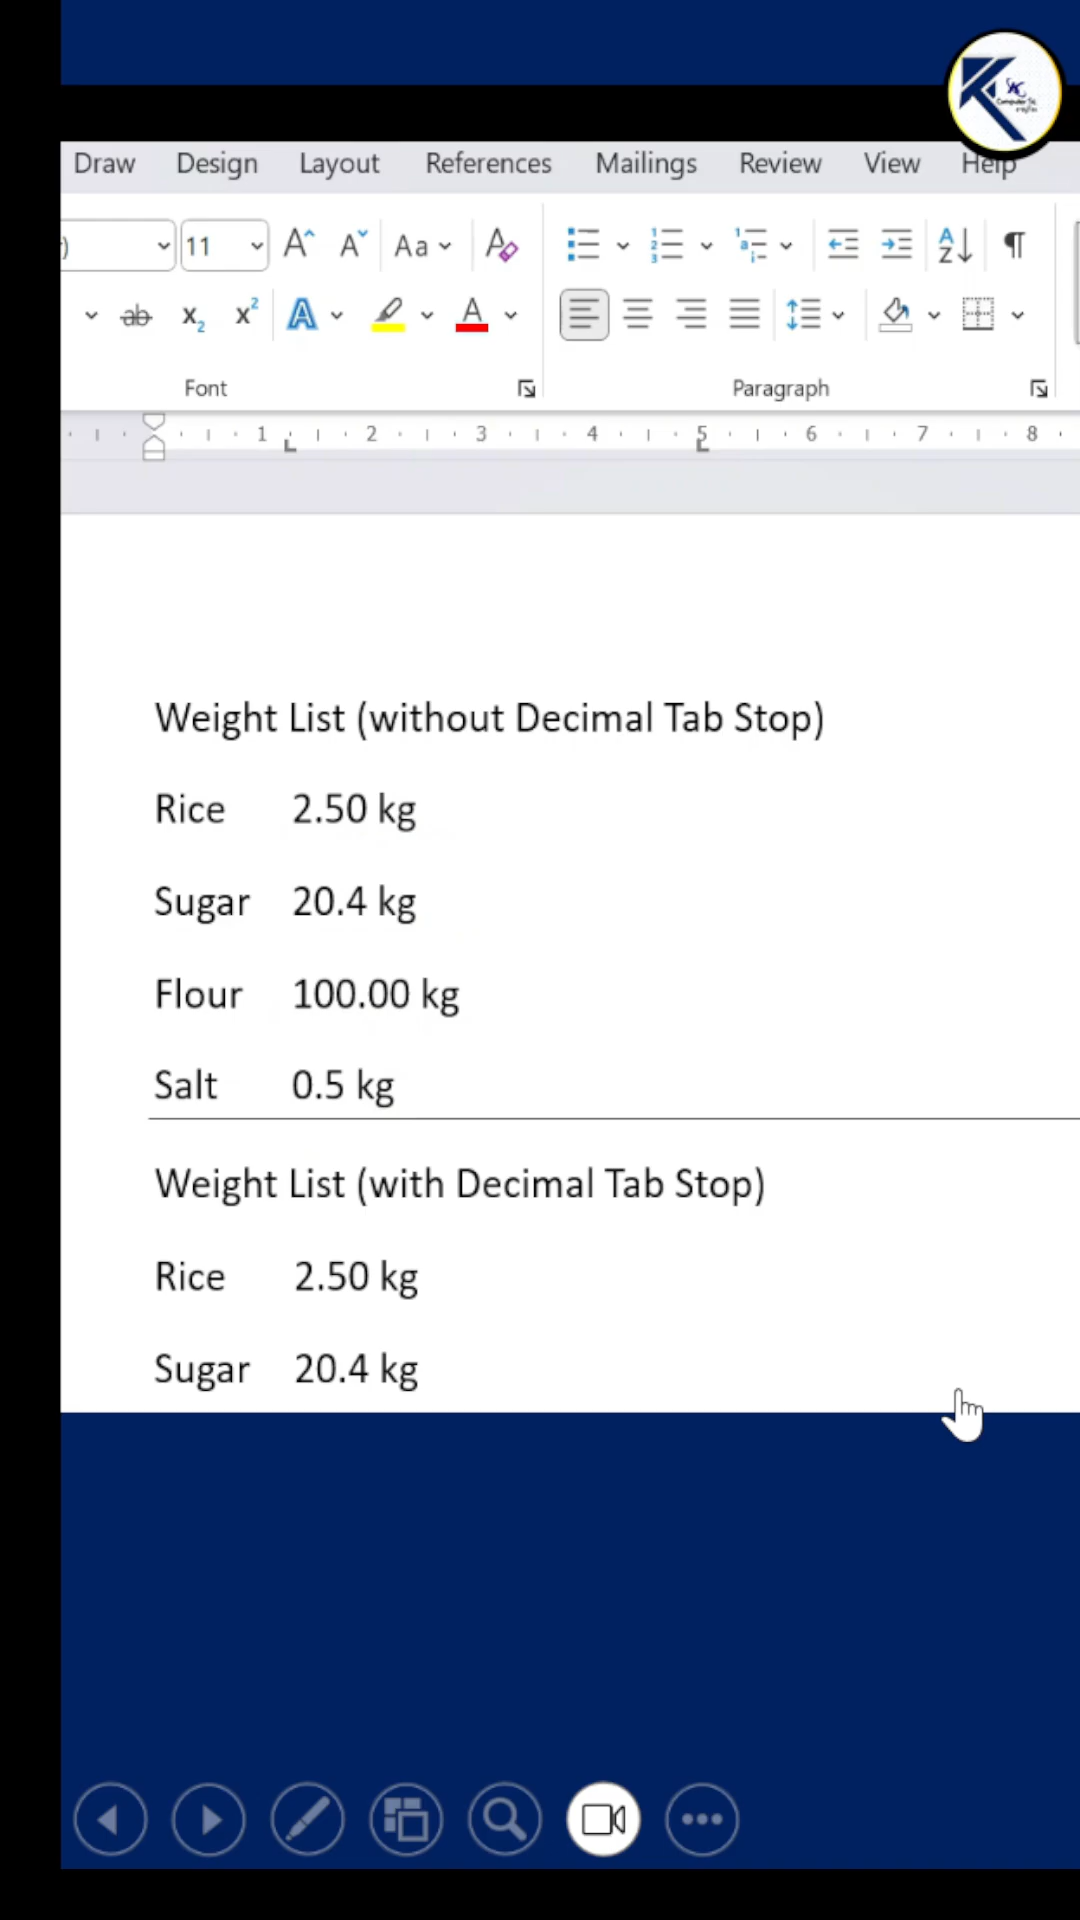 Draw Design Layout References Mailings Review View Help
) 11 Aa
Font Paragraph
1 2 3 4 5 6 7 8
Weight List (without Decimal Tab Stop)
Rice 2.50 kg
Sugar 20.4 kg
Flour 100.00 kg
Salt 0.5 kg
Weight List (with Decimal Tab Stop)
Rice 2.50 kg
Sugar 20.4 kg